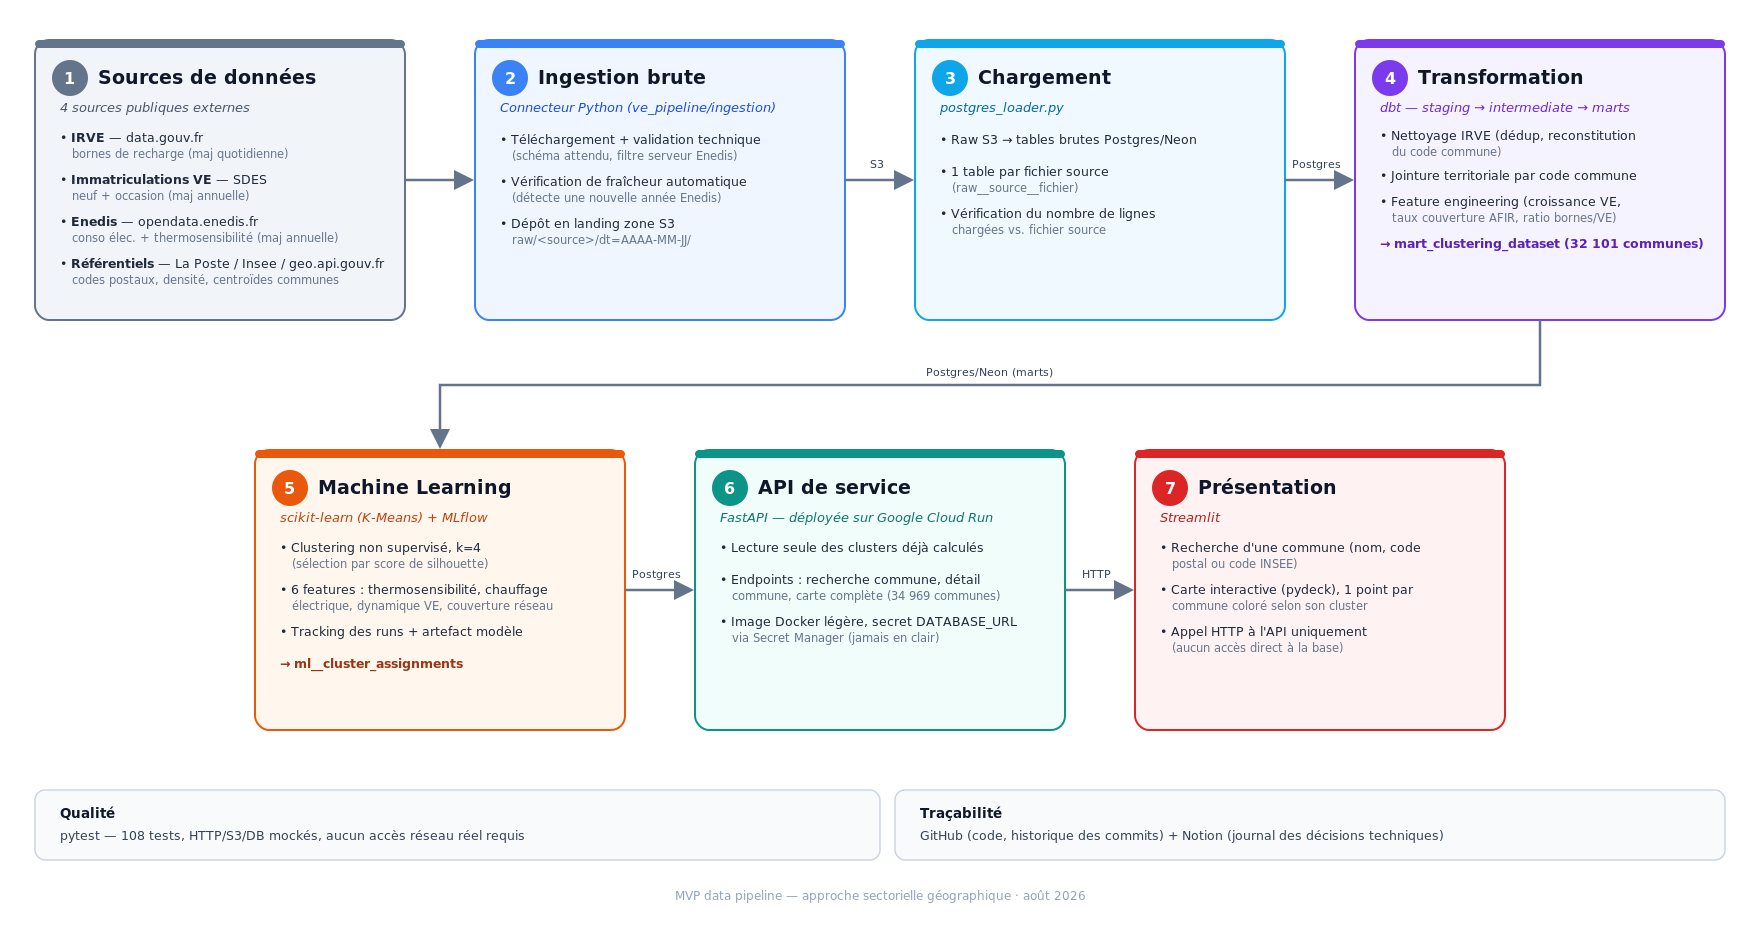 1 Sources de données
4 sources publiques externes
• IRVE — data.gouv.fr
bornes de recharge (maj quotidienne)
• Immatriculations VE — SDES
neuf + occasion (maj annuelle)
• Enedis — opendata.enedis.fr
conso élec. + thermosensibilité (maj annuelle)
• Référentiels — La Poste / Insee / geo.api.gouv.fr
codes postaux, densité, centroïdes communes
2 Ingestion brute
Connecteur Python (ve_pipeline/ingestion)
• Téléchargement + validation technique
(schéma attendu, filtre serveur Enedis)
• Vérification de fraîcheur automatique
(détecte une nouvelle année Enedis)
• Dépôt en landing zone S3
raw/<source>/dt=AAAA-MM-JJ/
S3
3 Chargement
postgres_loader.py
• Raw S3 → tables brutes Postgres/Neon
• 1 table par fichier source
(raw__source__fichier)
• Vérification du nombre de lignes
chargées vs. fichier source
Postgres
4 Transformation
dbt — staging → intermediate → marts
• Nettoyage IRVE (dédup, reconstitution
du code commune)
• Jointure territoriale par code commune
• Feature engineering (croissance VE,
taux couverture AFIR, ratio bornes/VE)
→ mart_clustering_dataset (32 101 communes)
Postgres/Neon (marts)
5 Machine Learning
scikit-learn (K-Means) + MLflow
• Clustering non supervisé, k=4
(sélection par score de silhouette)
• 6 features : thermosensibilité, chauffage
électrique, dynamique VE, couverture réseau
• Tracking des runs + artefact modèle
→ ml__cluster_assignments
Postgres
6 API de service
FastAPI — déployée sur Google Cloud Run
• Lecture seule des clusters déjà calculés
• Endpoints : recherche commune, détail
commune, carte complète (34 969 communes)
• Image Docker légère, secret DATABASE_URL
via Secret Manager (jamais en clair)
HTTP
7 Présentation
Streamlit
• Recherche d'une commune (nom, code
postal ou code INSEE)
• Carte interactive (pydeck), 1 point par
commune coloré selon son cluster
• Appel HTTP à l'API uniquement
(aucun accès direct à la base)
Qualité
pytest — 108 tests, HTTP/S3/DB mockés, aucun accès réseau réel requis
Traçabilité
GitHub (code, historique des commits) + Notion (journal des décisions techniques)
MVP data pipeline — approche sectorielle géographique · août 2026